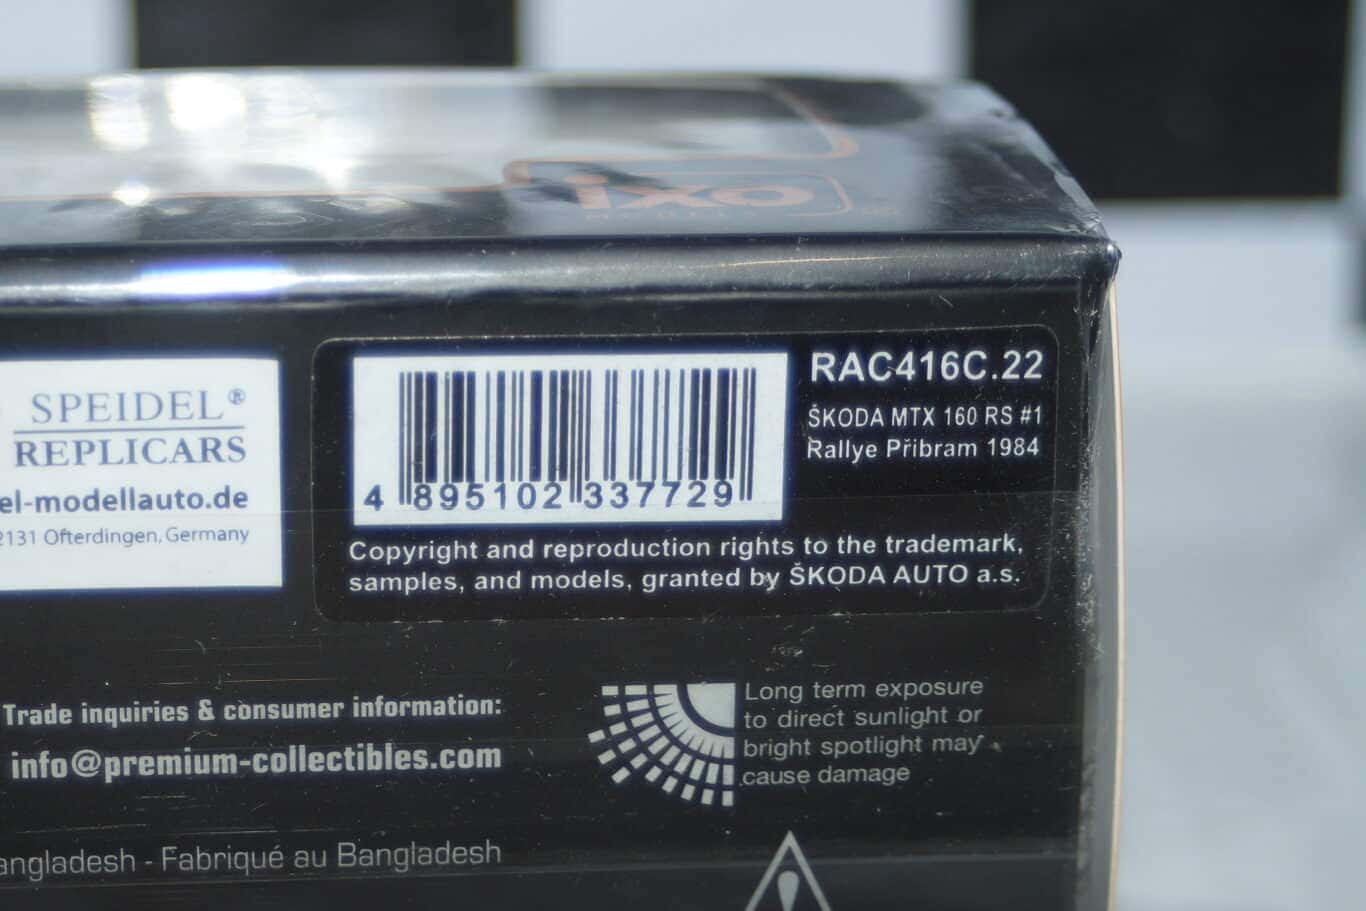 ixo
MODELS
SPEIDEL®
REPLICARS
el-modellauto.de
2131 Ofterdingen, Germany
4 895102 337729
RAC416C.22
ŠKODA MTX 160 RS #1
Rallye Přibram 1984
Copyright and reproduction rights to the trademark,
samples, and models, granted by ŠKODA AUTO a.s.
Trade inquiries & consumer information:
info@premium-collectibles.com
Long term exposure
to direct sunlight or
bright spotlight may
cause damage
angladesh - Fabriqué au Bangladesh